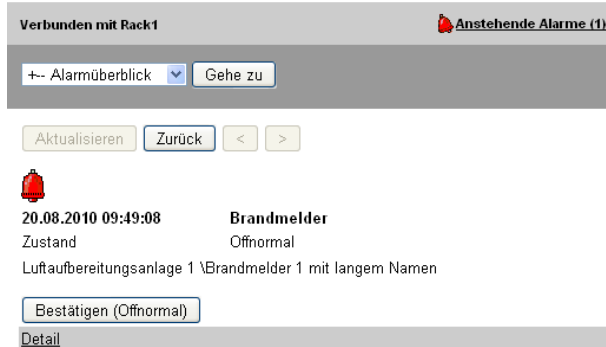 Verbunden mit Rack1 Anstehende Alarme (1)
+-- Alarmüberblick Gehe zu
Aktualisieren Zurück < >
20.08.2010 09:49:08 Brandmelder
Zustand Offnormal
Luftaufbereitungsanlage 1 \Brandmelder 1 mit langem Namen
Bestätigen (Offnormal)
Detail